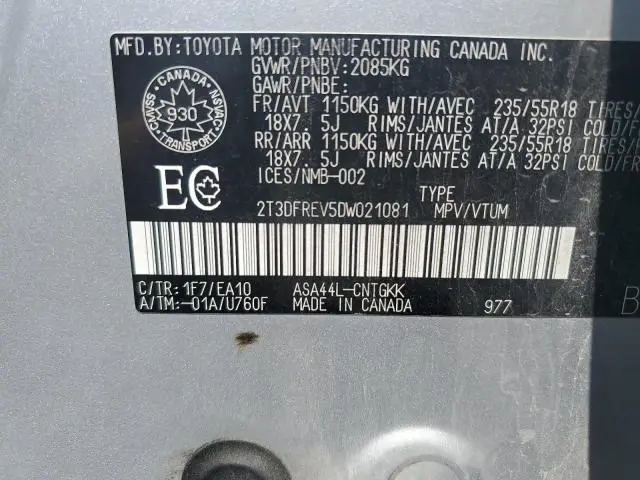 MFD.BY:TOYOTA MOTOR MANUFACTURING CANADA INC.
GVWR/PNBV:2085KG
GAWR/PNBE:
FR/AVT 1150KG WITH/AVEC 235/55R18 TIRES/
18X7.5J RIMS/JANTES AT/A 32PSI COLD/FR
RR/ARR 1150KG WITH/AVEC 235/55R18 TIRES/
18X7.5J RIMS/JANTES AT/A 32PSI COLD/FR
ICES/NMB-002
CANADA
CMVSS 930 NSVAC
TRANSPORT
EC
TYPE
2T3DFREV5DW021081 MPV/VTUM
C/TR: 1F7/EA10 ASA44L-CNTGKK
A/TM:-01A/U760F MADE IN CANADA 977
B